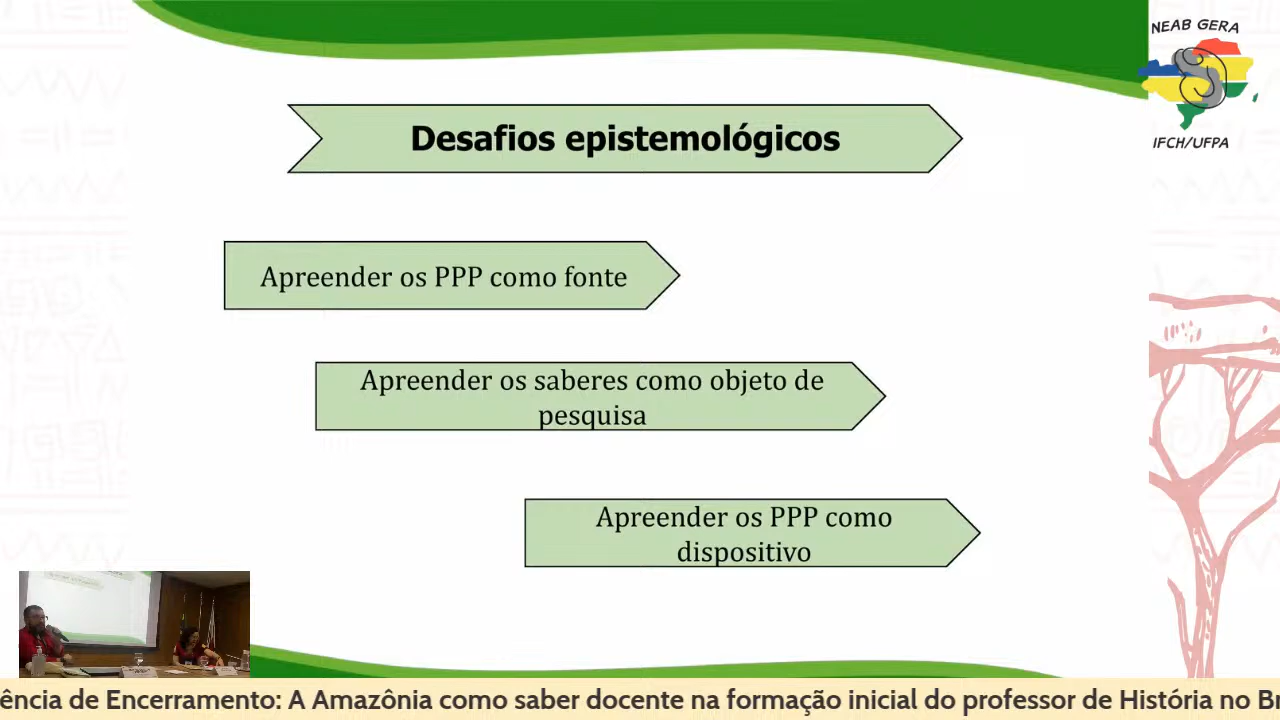 NEAB GERA
IFCH/UFPA
Desafios epistemológicos
Apreender os PPP como fonte
Apreender os saberes como objeto de
pesquisa
Apreender os PPP como
dispositivo
ência de Encerramento: A Amazônia como saber docente na formação inicial do professor de História no Br